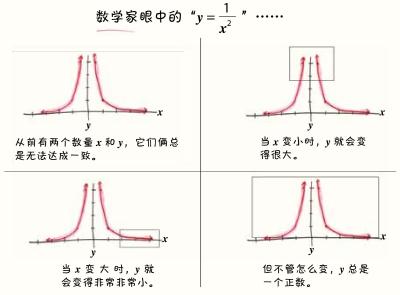 数学家眼中的 “y = 1/x²” ……
x
y
从前有两个数量 x 和 y，它们俩总
是无法达成一致。
x
y
当 x 变小时，y 就会变
得很大。
x
y
当 x 变 大 时，y 就
会变得非常非常小。
x
y
但不管怎么变，y 总是
一个正数。